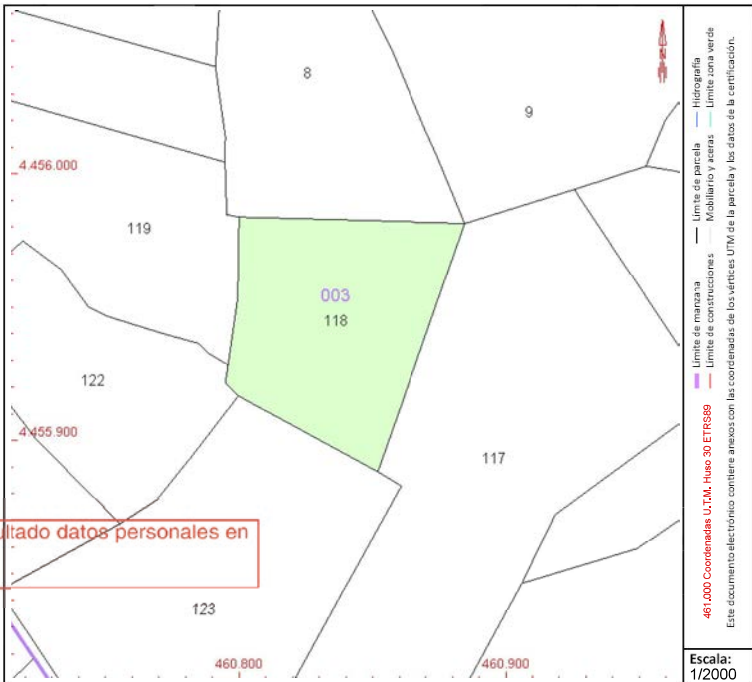 8
9
4.456.000
119
003
118
122
4.455.900
117
ultado datos personales en
123
460.800
460.900
Límite de manzana
Límite de parcela
Hidrografía
461.000 Coordenadas U.T.M. Huso 30 ETRS89
Límite de construcciones
Mobiliario y aceras
Límite zona verde
Este documento electrónico contiene anexos con las coordenadas de los vértices UTM de la parcela y los datos de la certificación.
Escala:
1/2000